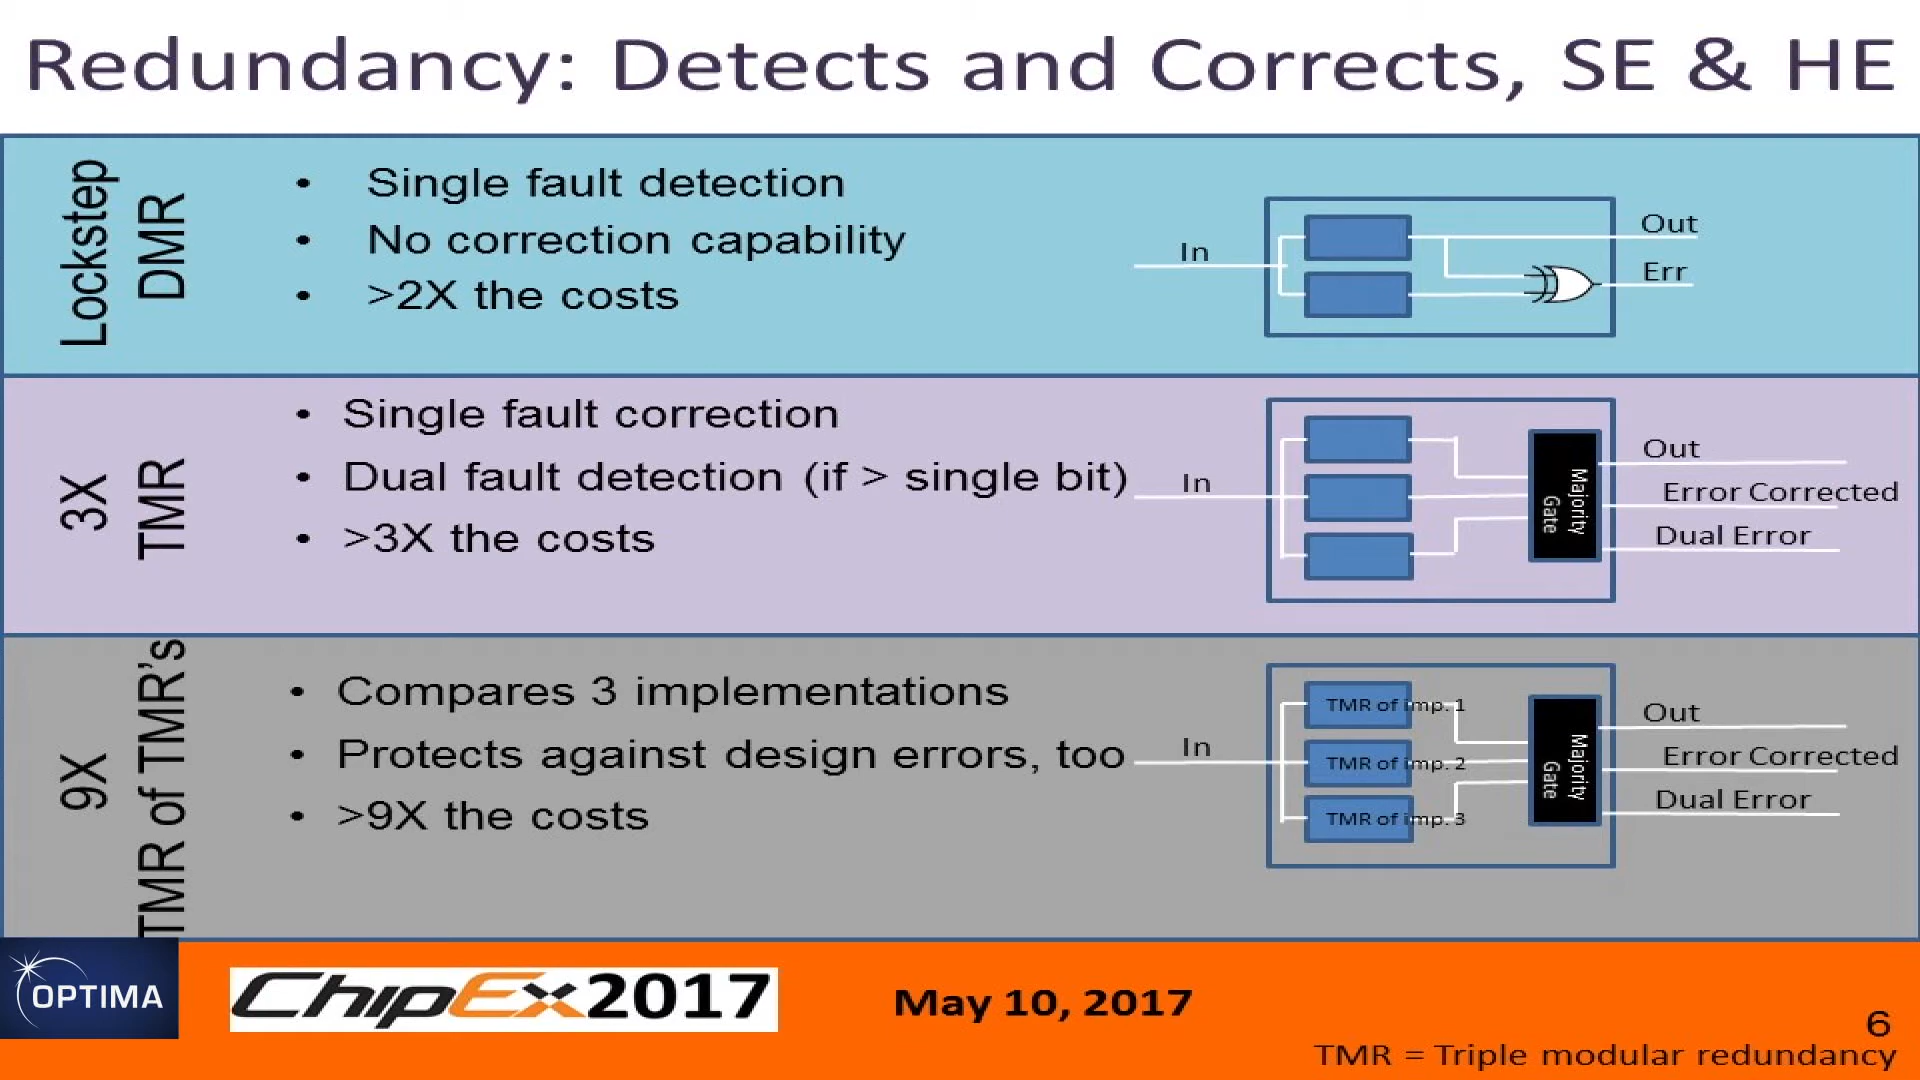 Redundancy: Detects and Corrects, SE & HE
Lockstep
DMR
• Single fault detection
• No correction capability
• >2X the costs
In
Out
Err
3X
TMR
• Single fault correction
• Dual fault detection (if > single bit)
• >3X the costs
In
Majority
Gate
Out
Error Corrected
Dual Error
9X
TMR of TMR's
• Compares 3 implementations
• Protects against design errors, too
• >9X the costs
In
TMR of imp. 1
TMR of imp. 2
TMR of imp. 3
Majority
Gate
Out
Error Corrected
Dual Error
OPTIMA
ChipEx2017
May 10, 2017
6
TMR = Triple modular redundancy